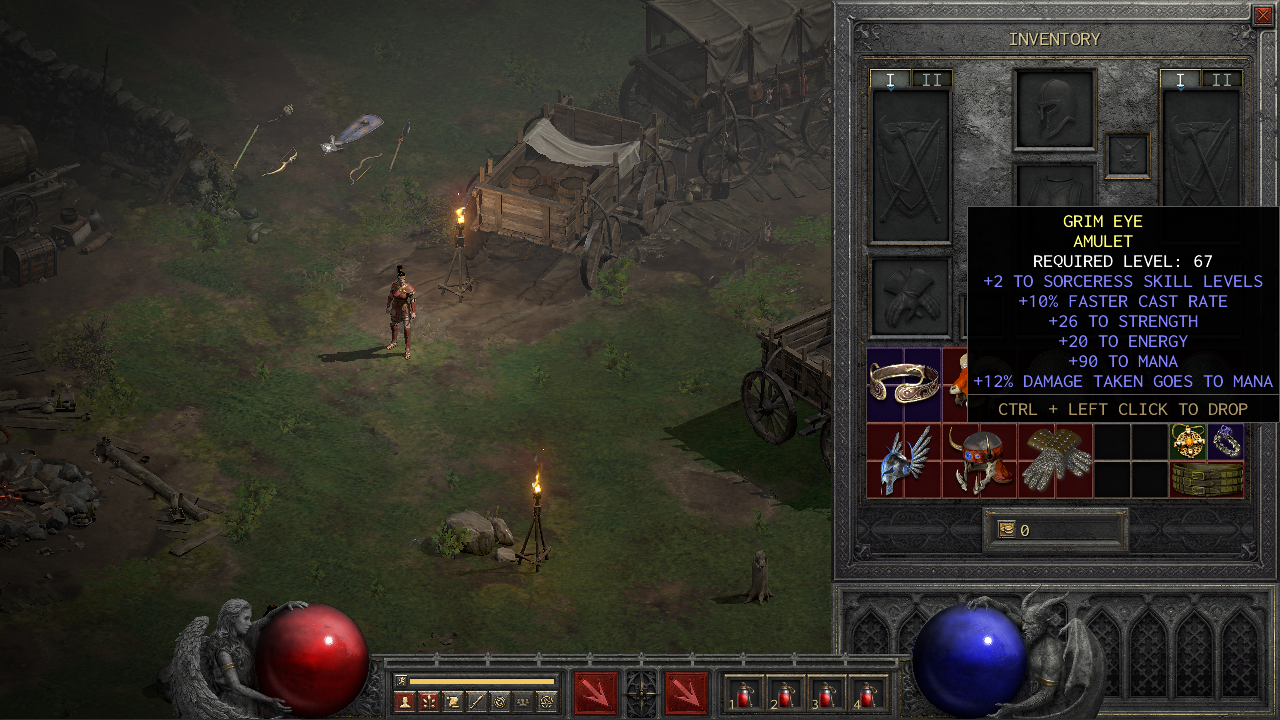 INVENTORY
I II
I II
GRIM EYE
AMULET
REQUIRED LEVEL: 67
+2 TO SORCERESS SKILL LEVELS
+10% FASTER CAST RATE
+26 TO STRENGTH
+20 TO ENERGY
+90 TO MANA
+12% DAMAGE TAKEN GOES TO MANA
CTRL + LEFT CLICK TO DROP
0
1 2 3 4